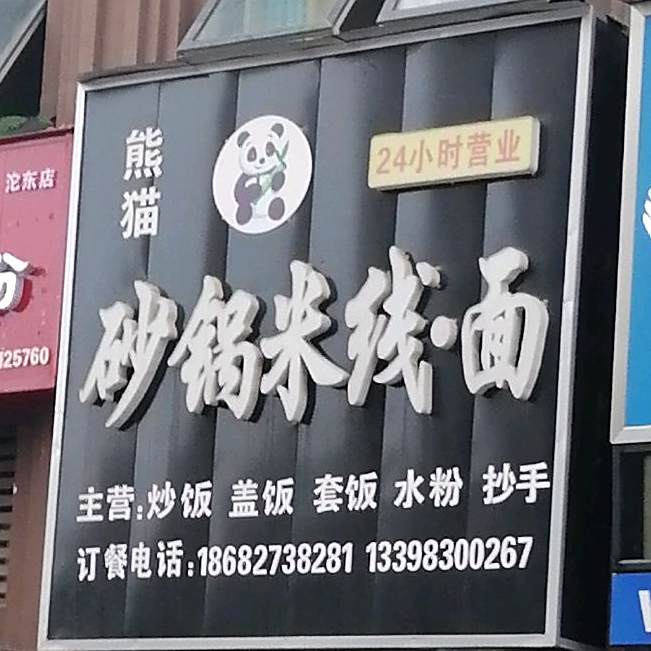 熊猫
24小时营业
砂锅米线·面
主营:炒饭 盖饭 套饭 水粉 抄手
订餐电话:18682738281 13398300267
沱东店
25760